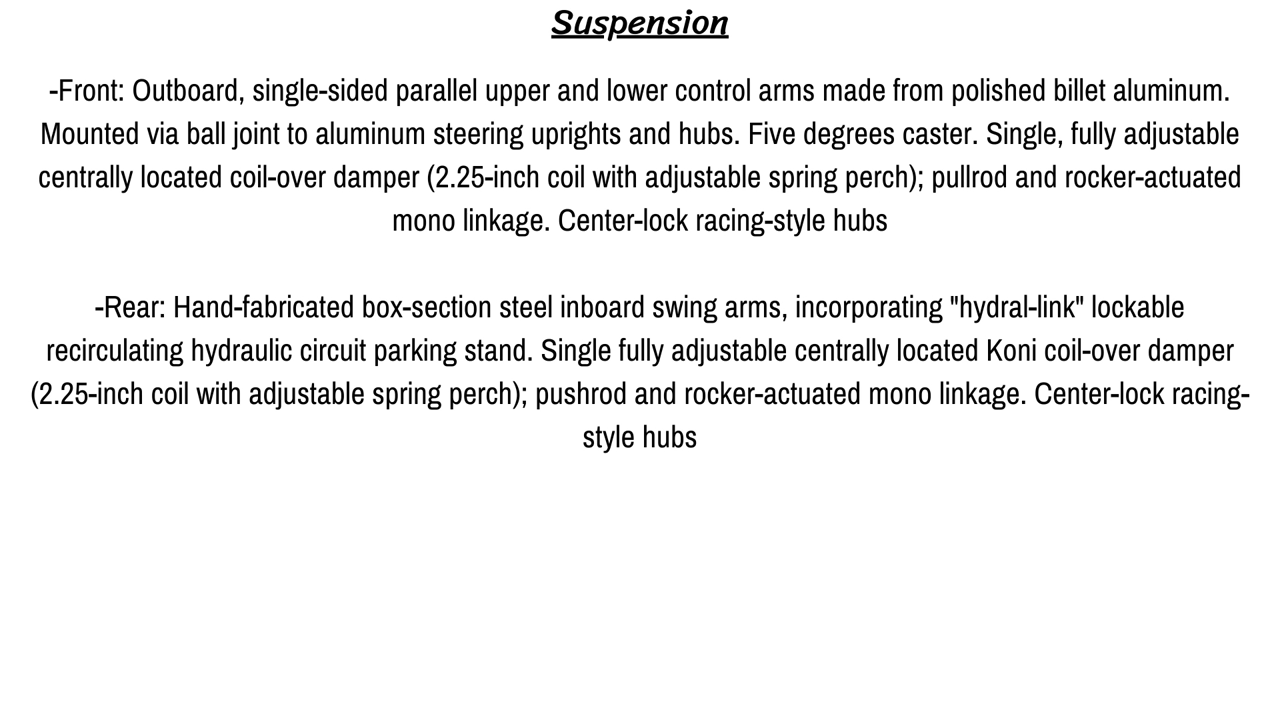 Suspension
-Front: Outboard, single-sided parallel upper and lower control arms made from polished billet aluminum.
Mounted via ball joint to aluminum steering uprights and hubs. Five degrees caster. Single, fully adjustable
centrally located coil-over damper (2.25-inch coil with adjustable spring perch); pullrod and rocker-actuated
mono linkage. Center-lock racing-style hubs
-Rear: Hand-fabricated box-section steel inboard swing arms, incorporating "hydral-link" lockable
recirculating hydraulic circuit parking stand. Single fully adjustable centrally located Koni coil-over damper
(2.25-inch coil with adjustable spring perch); pushrod and rocker-actuated mono linkage. Center-lock racing-
style hubs